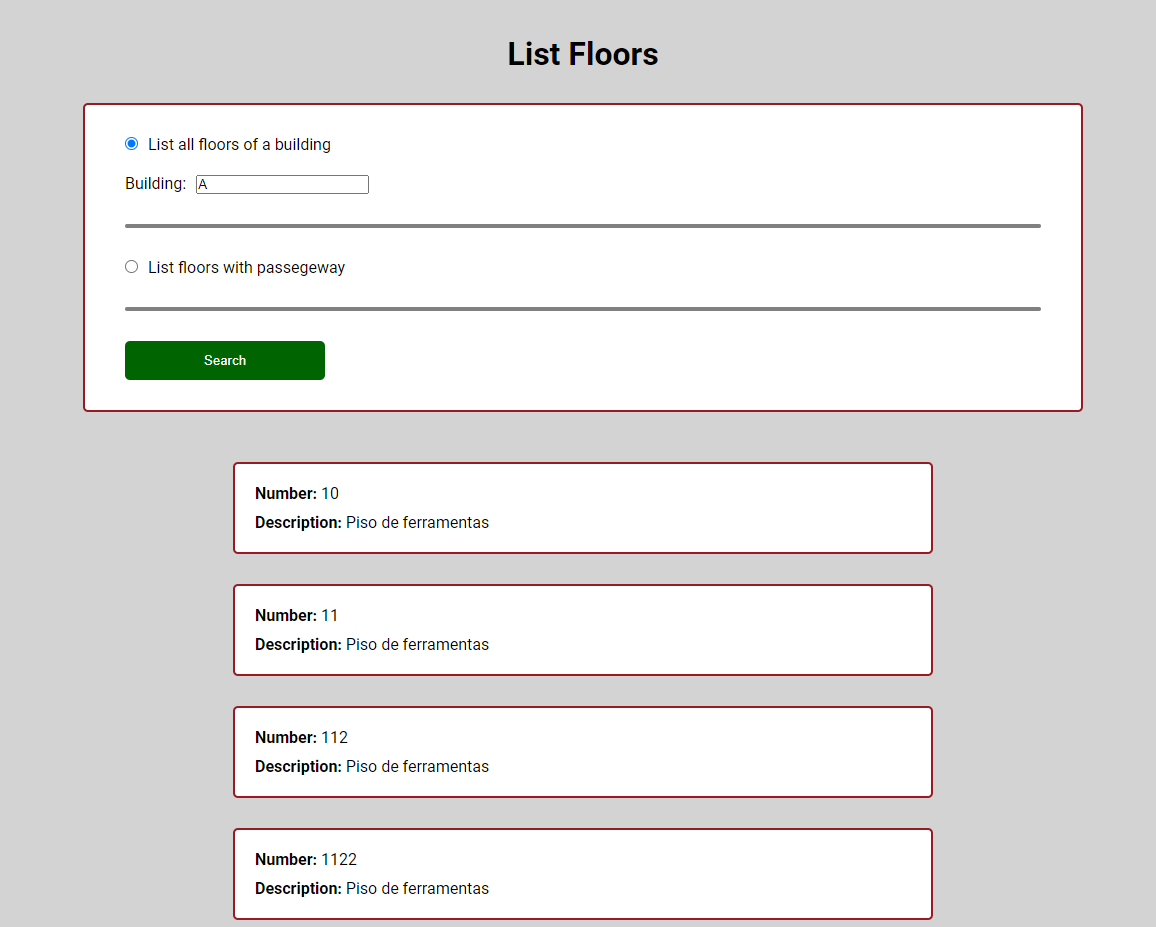 List Floors
List all floors of a building
Building: A
List floors with passegeway
Search
Number: 10
Description: Piso de ferramentas
Number: 11
Description: Piso de ferramentas
Number: 112
Description: Piso de ferramentas
Number: 1122
Description: Piso de ferramentas